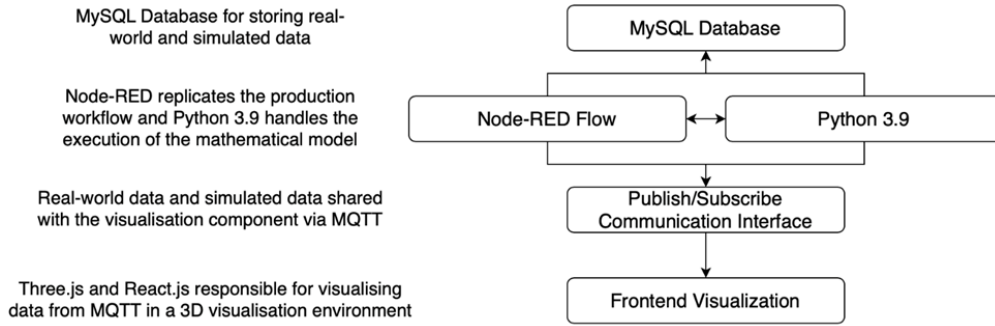 MySQL Database for storing real-
world and simulated data
MySQL Database
Node-RED replicates the production
workflow and Python 3.9 handles the
execution of the mathematical model
Node-RED Flow
Python 3.9
Real-world data and simulated data shared
with the visualisation component via MQTT
Publish/Subscribe
Communication Interface
Three.js and React.js responsible for visualising
data from MQTT in a 3D visualisation environment
Frontend Visualization